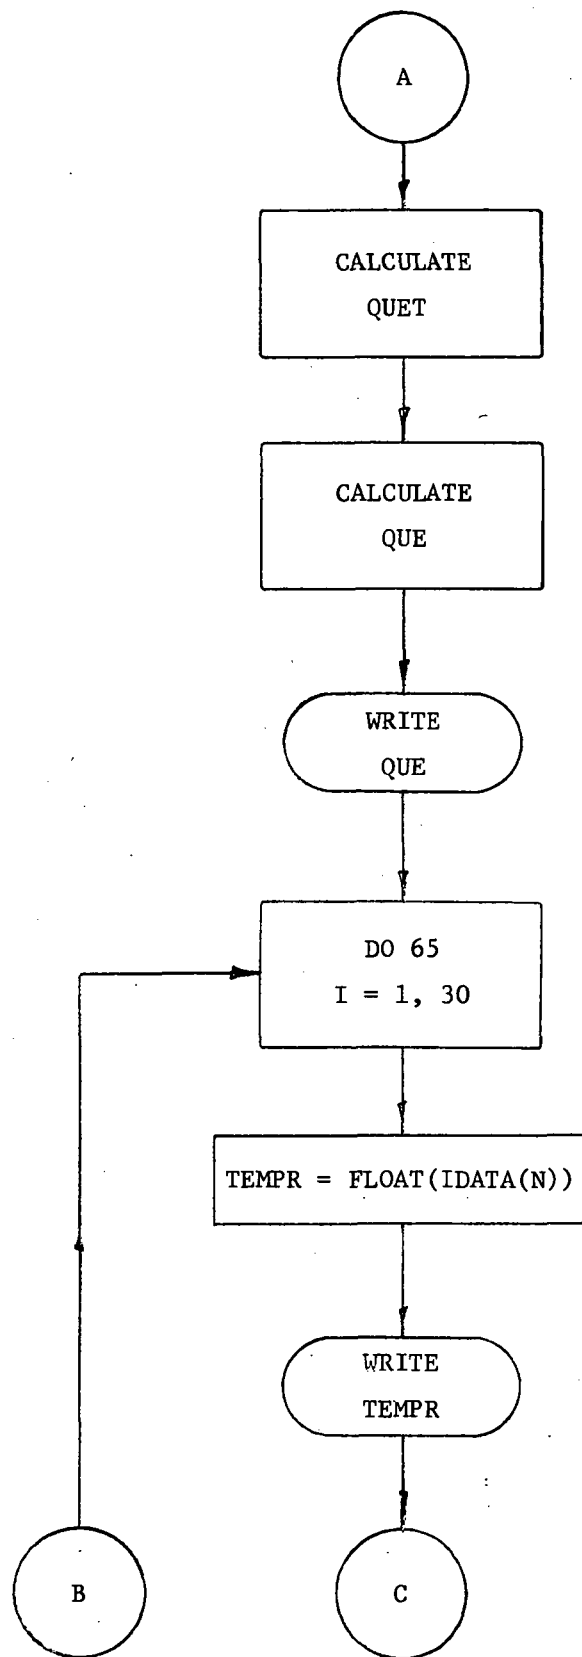 A
CALCULATE
QUET
CALCULATE
QUE
WRITE
QUE
DO 65
I = 1, 30
TEMPR = FLOAT(IDATA(N))
WRITE
TEMPR
B
C